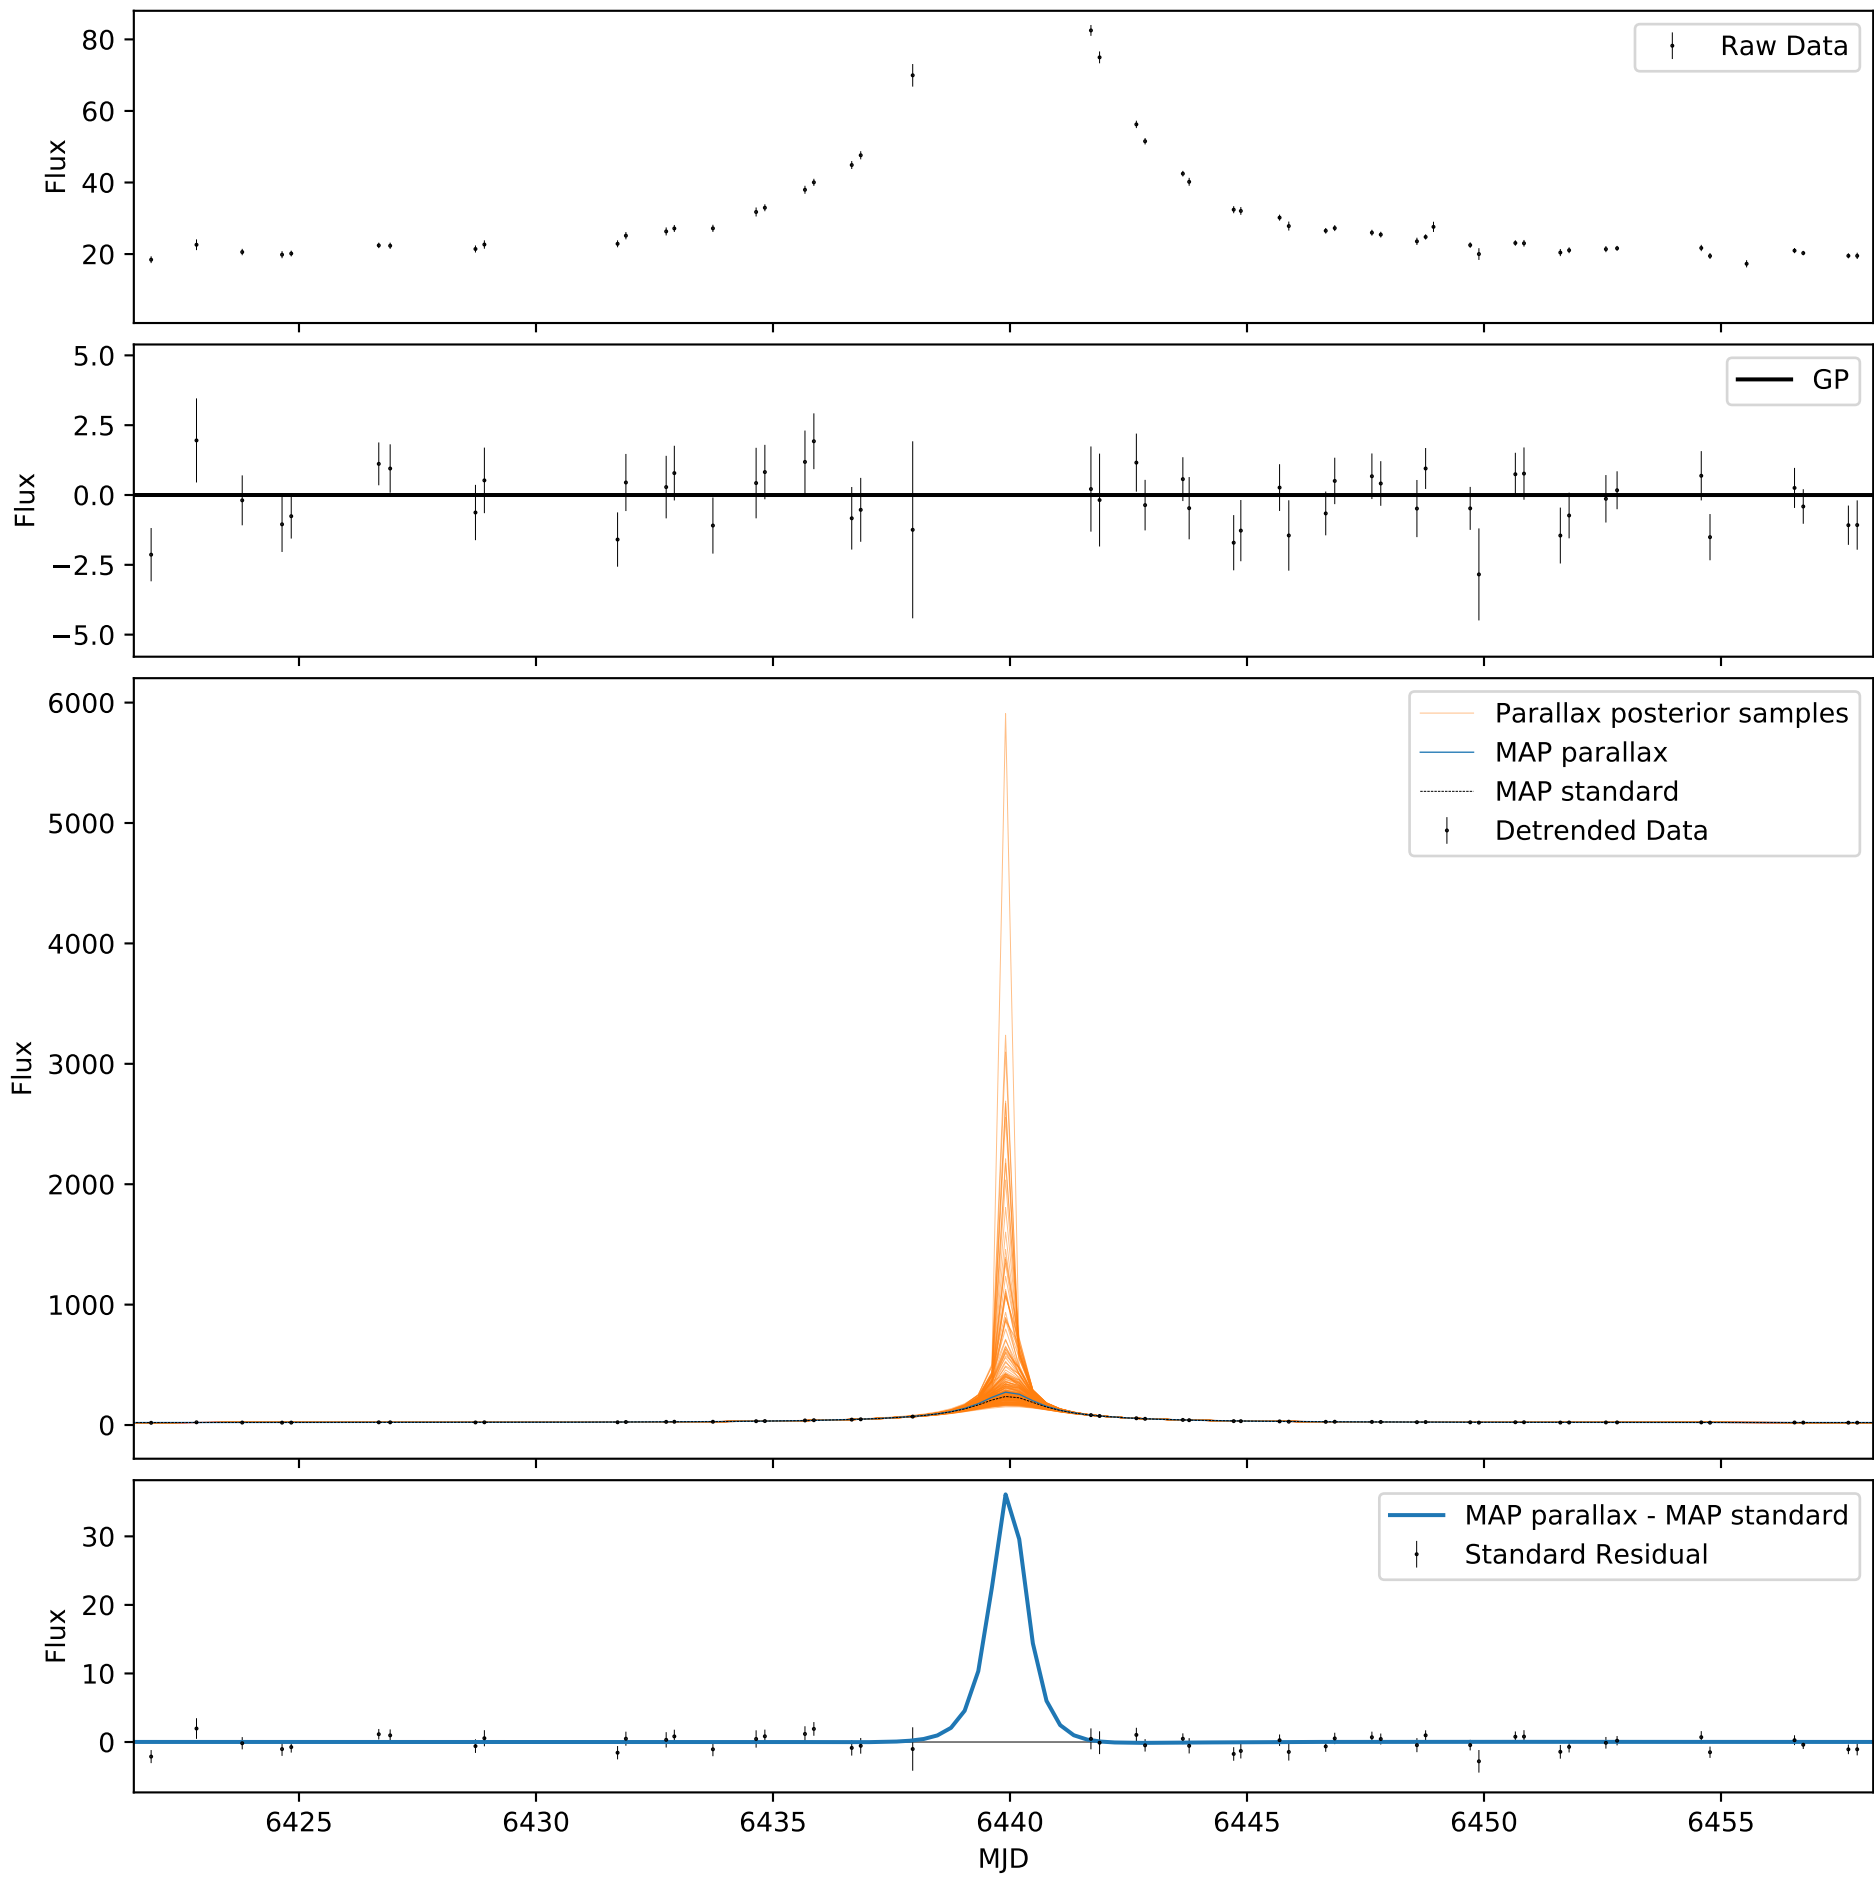 80
60
40
20
Flux
Raw Data
5.0
2.5
0.0
−2.5
−5.0
Flux
GP
6000
5000
4000
3000
2000
1000
0
Flux
Parallax posterior samples
MAP parallax
MAP standard
Detrended Data
30
20
10
0
Flux
MAP parallax - MAP standard
Standard Residual
6425 6430 6435 6440 6445 6450 6455
MJD